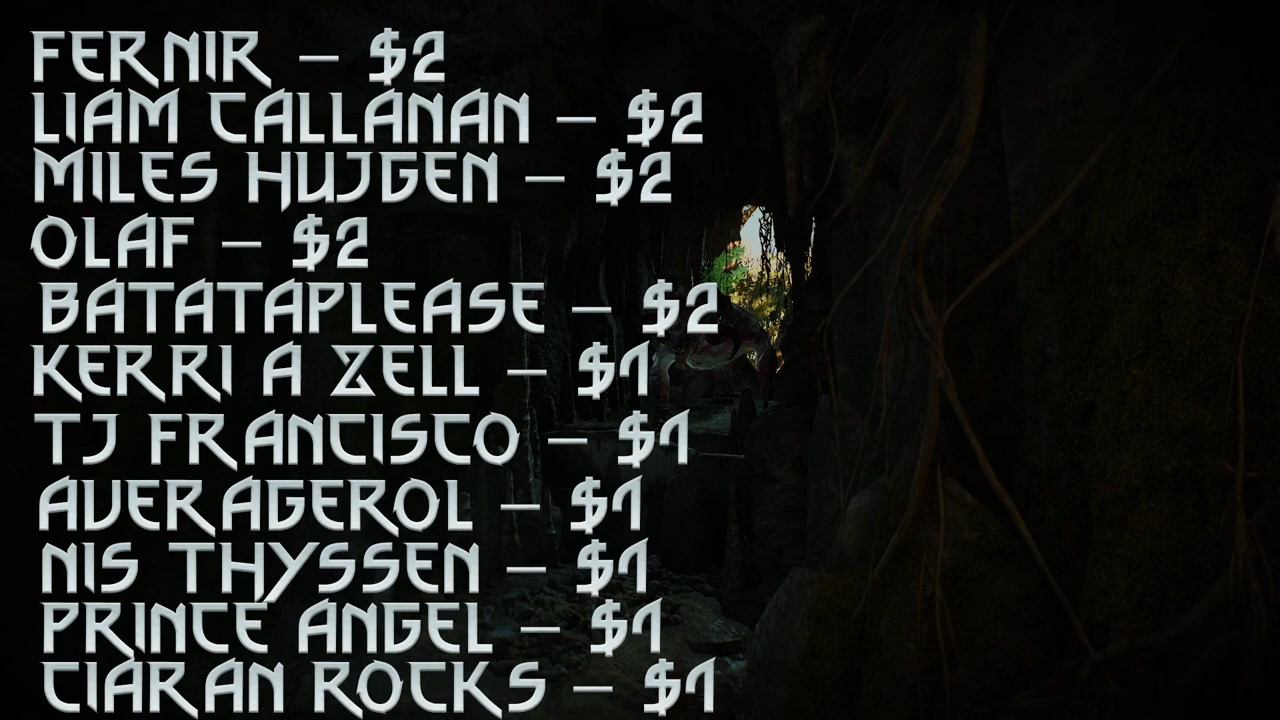 FERNIR – $2
LIAM CALLANAN – $2
MILES HUJGEN – $2
OLAF – $2
BATATAPLEASE – $2
KERRI A ZELL – $1
TJ FRANCISCO – $1
AVERAGEROL – $1
NIS THYSSEN – $1
PRINCE ANGEL – $1
CIARAN ROCKS – $1